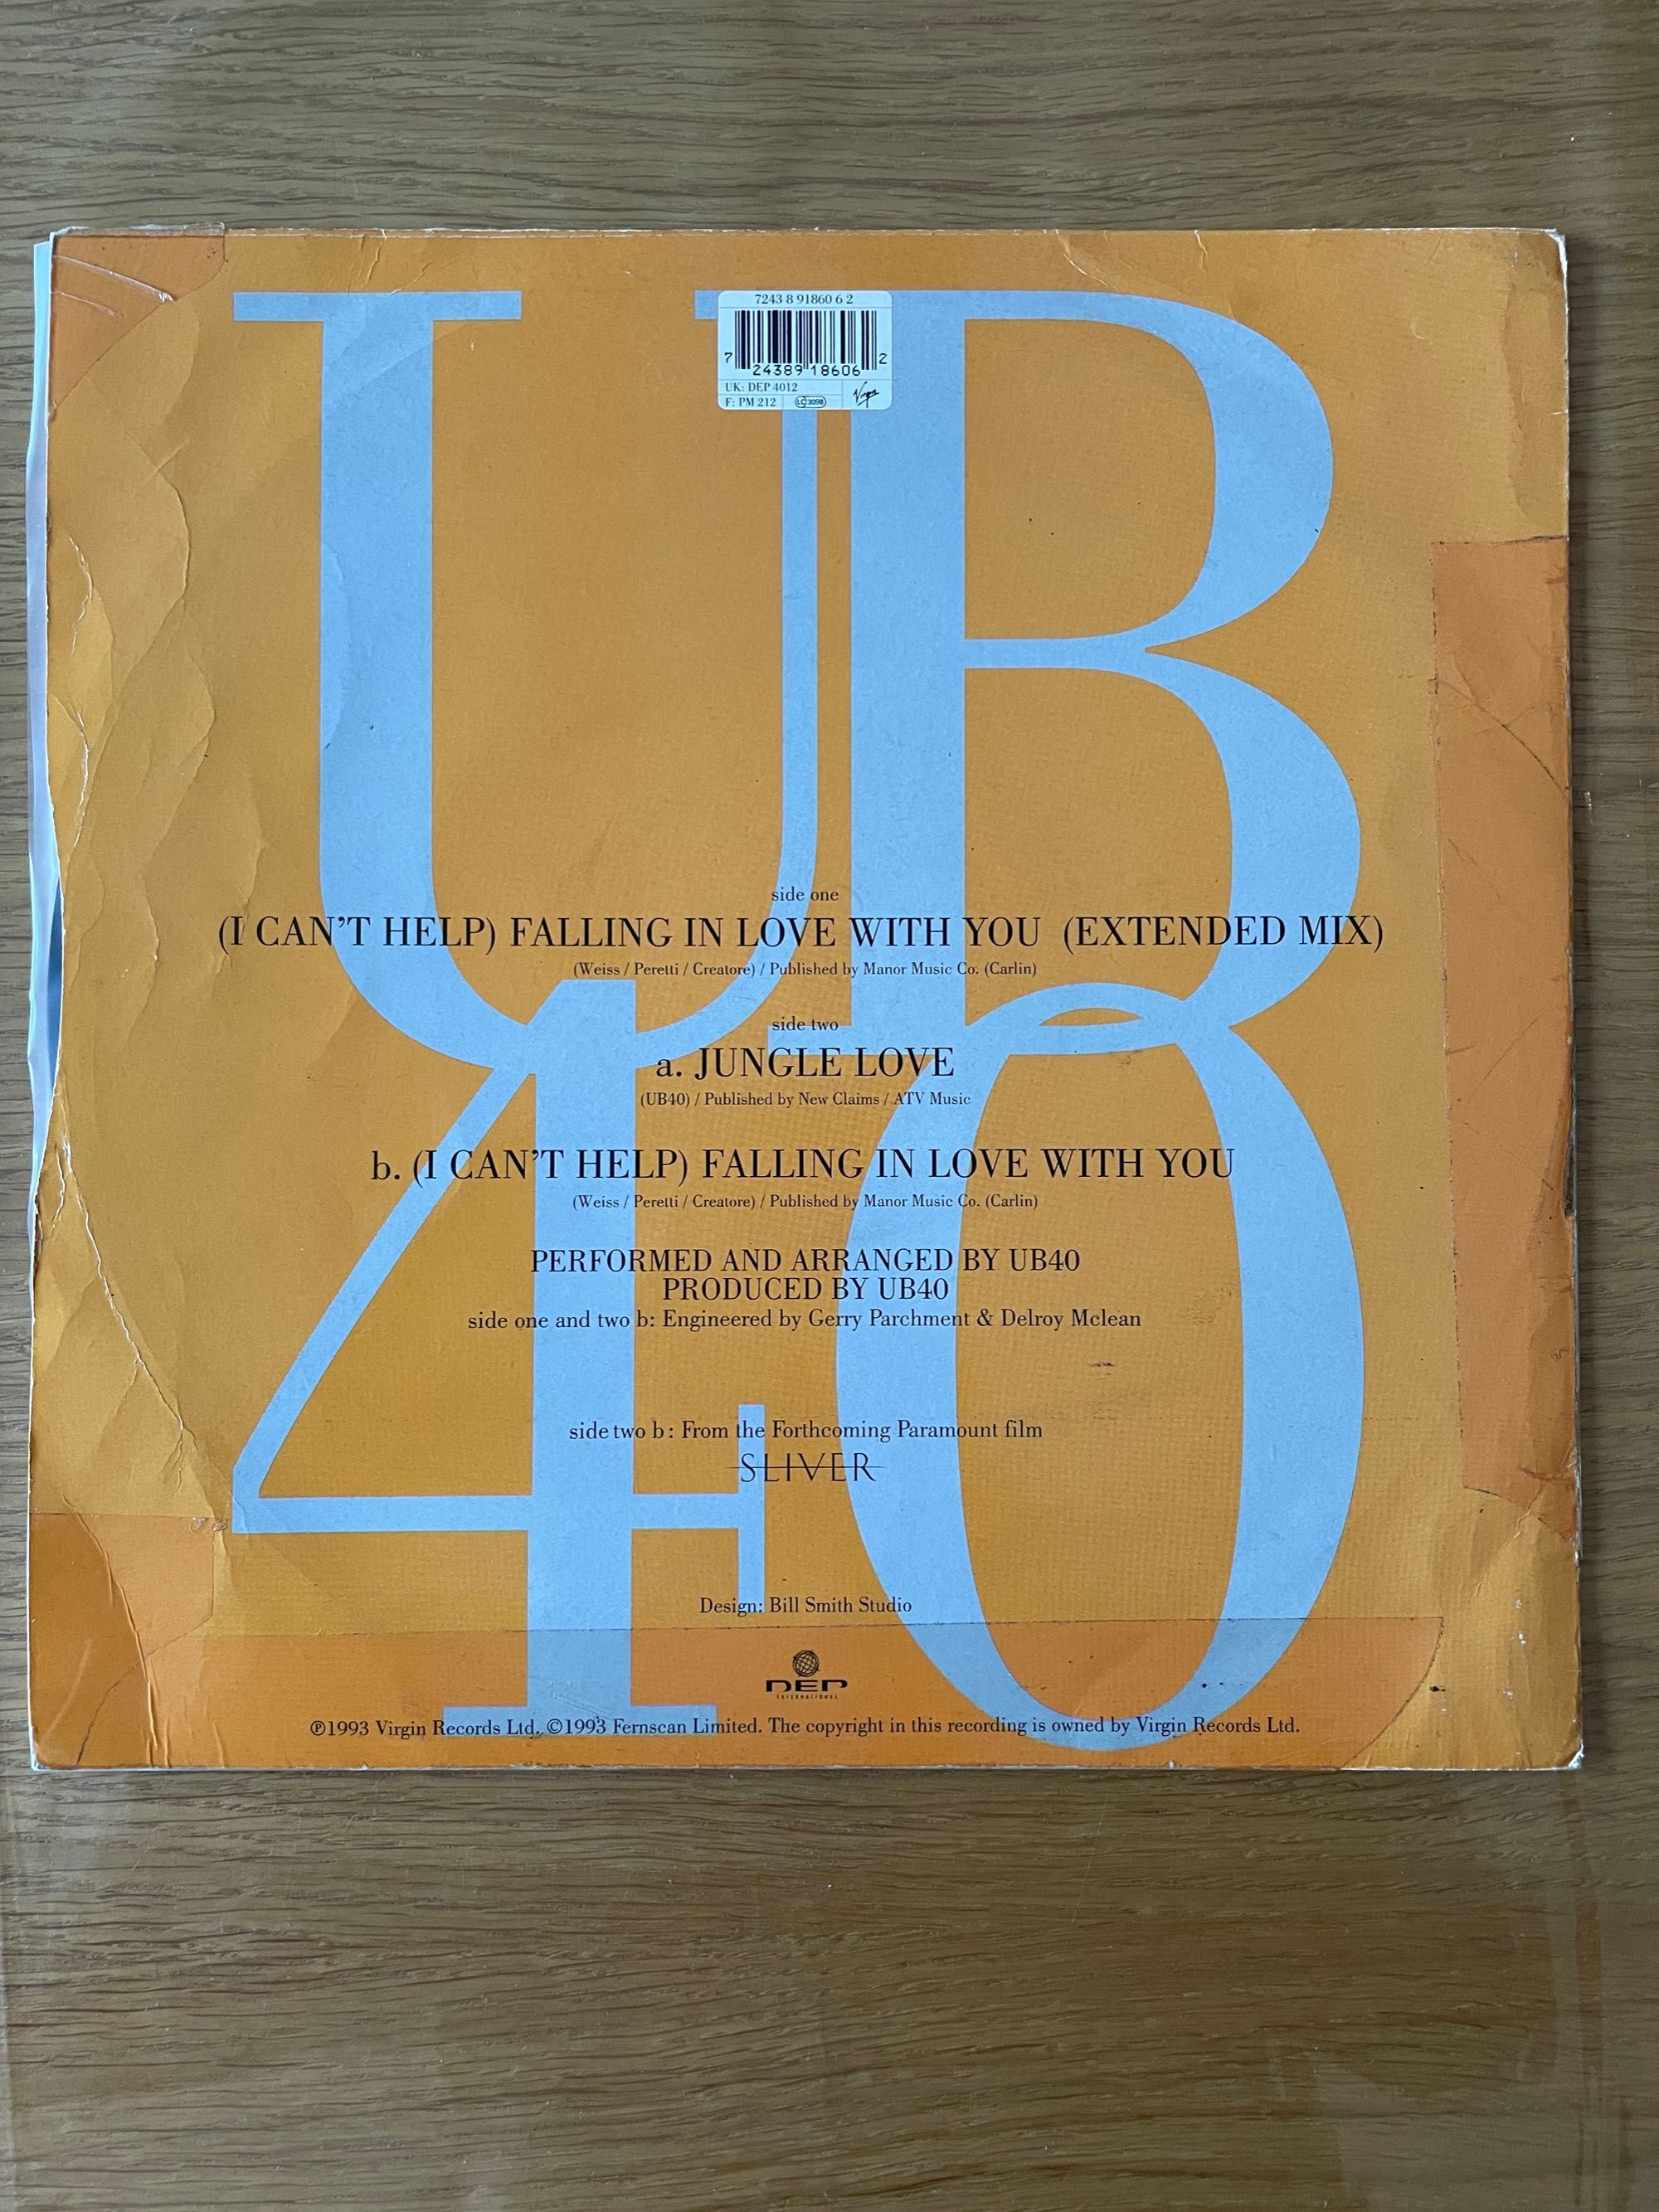 UB
40
7243 8 91860 6 2
7 24389 18606 2
UK: DEP 4012
F: PM 212 LC 3098 Virgin
side one
(I CAN'T HELP) FALLING IN LOVE WITH YOU (EXTENDED MIX)
(Weiss / Peretti / Creatore) / Published by Manor Music Co. (Carlin)
side two
a. JUNGLE LOVE
(UB40) / Published by New Claims / ATV Music
b. (I CAN'T HELP) FALLING IN LOVE WITH YOU
(Weiss / Peretti / Creatore) / Published by Manor Music Co. (Carlin)
PERFORMED AND ARRANGED BY UB40
PRODUCED BY UB40
side one and two b: Engineered by Gerry Parchment & Delroy Mclean
side two b: From the Forthcoming Paramount film
SLIVER
Design: Bill Smith Studio
DEP
international
℗1993 Virgin Records Ltd. ©1993 Fernscan Limited. The copyright in this recording is owned by Virgin Records Ltd.